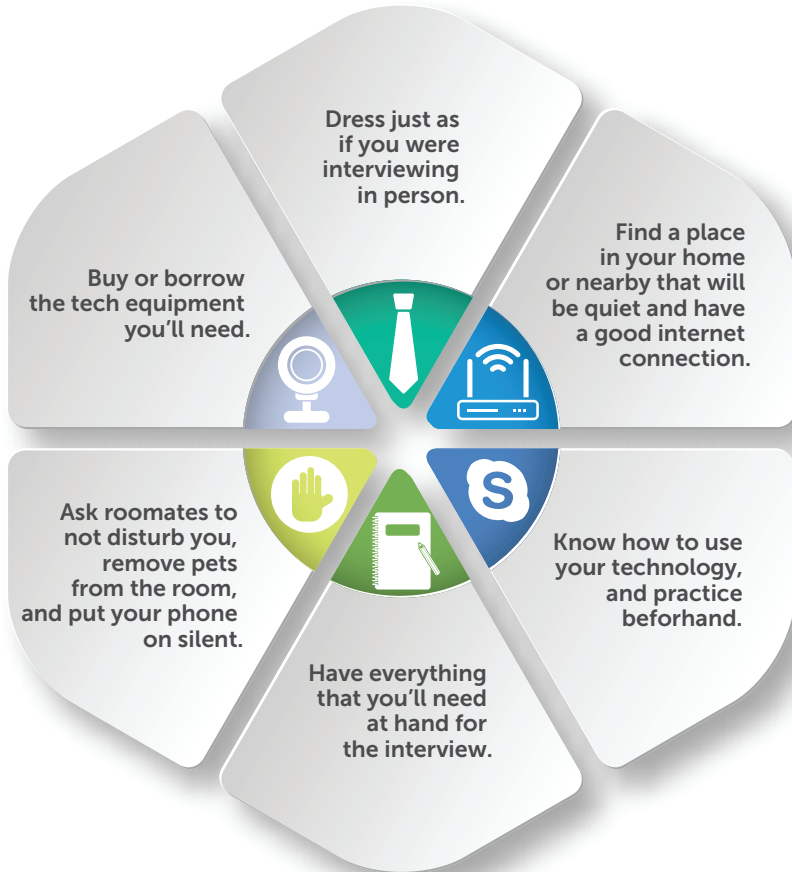 Dress just as
if you were
interviewing
in person.
Find a place
in your home
or nearby that will
be quiet and have
a good internet
connection.
Know how to use
your technology,
and practice
beforhand.
Have everything
that you’ll need
at hand for
the interview.
Ask roomates to
not disturb you,
remove pets
from the room,
and put your phone
on silent.
Buy or borrow
the tech equipment
you’ll need.
S